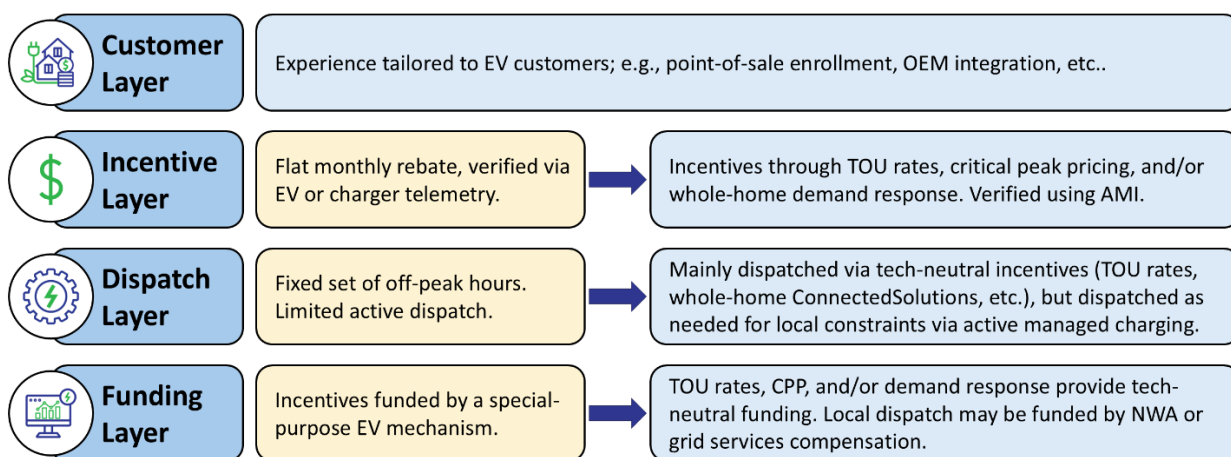 Customer
Layer
Experience tailored to EV customers; e.g., point-of-sale enrollment, OEM integration, etc..
Incentive
Layer
Flat monthly rebate, verified via
EV or charger telemetry.
Incentives through TOU rates, critical peak pricing, and/or
whole-home demand response. Verified using AMI.
Dispatch
Layer
Fixed set of off-peak hours.
Limited active dispatch.
Mainly dispatched via tech-neutral incentives (TOU rates,
whole-home ConnectedSolutions, etc.), but dispatched as
needed for local constraints via active managed charging.
Funding
Layer
Incentives funded by a special-
purpose EV mechanism.
TOU rates, CPP, and/or demand response provide tech-
neutral funding. Local dispatch may be funded by NWA or
grid services compensation.